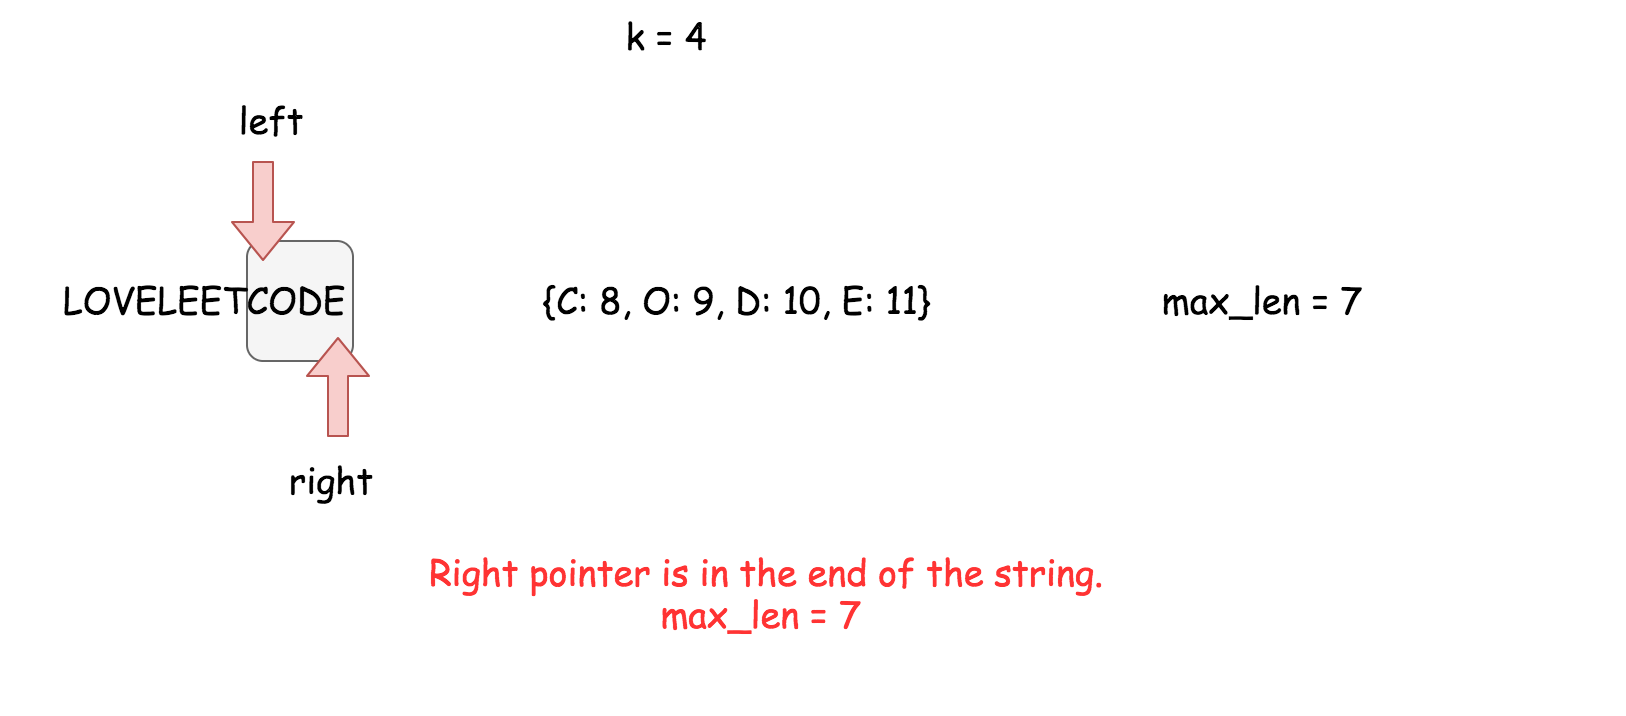 k = 4
left
LOVELEETCODE {C: 8, O: 9, D: 10, E: 11} max_len = 7
right
Right pointer is in the end of the string.
max_len = 7